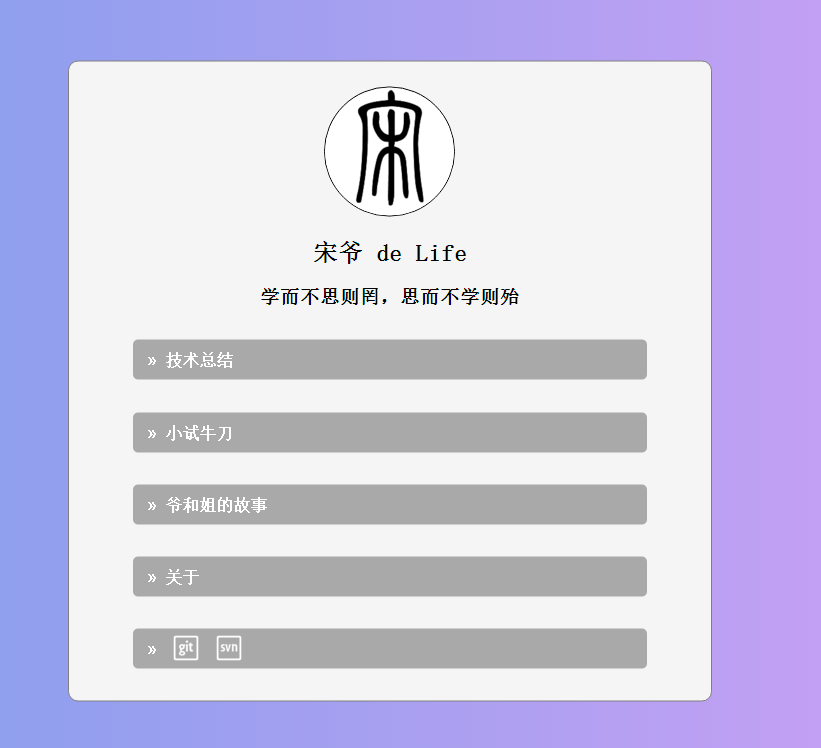 宋
宋爷 de Life
学而不思则罔，思而不学则殆
» 技术总结
» 小试牛刀
» 爷和姐的故事
» 关于
» git svn